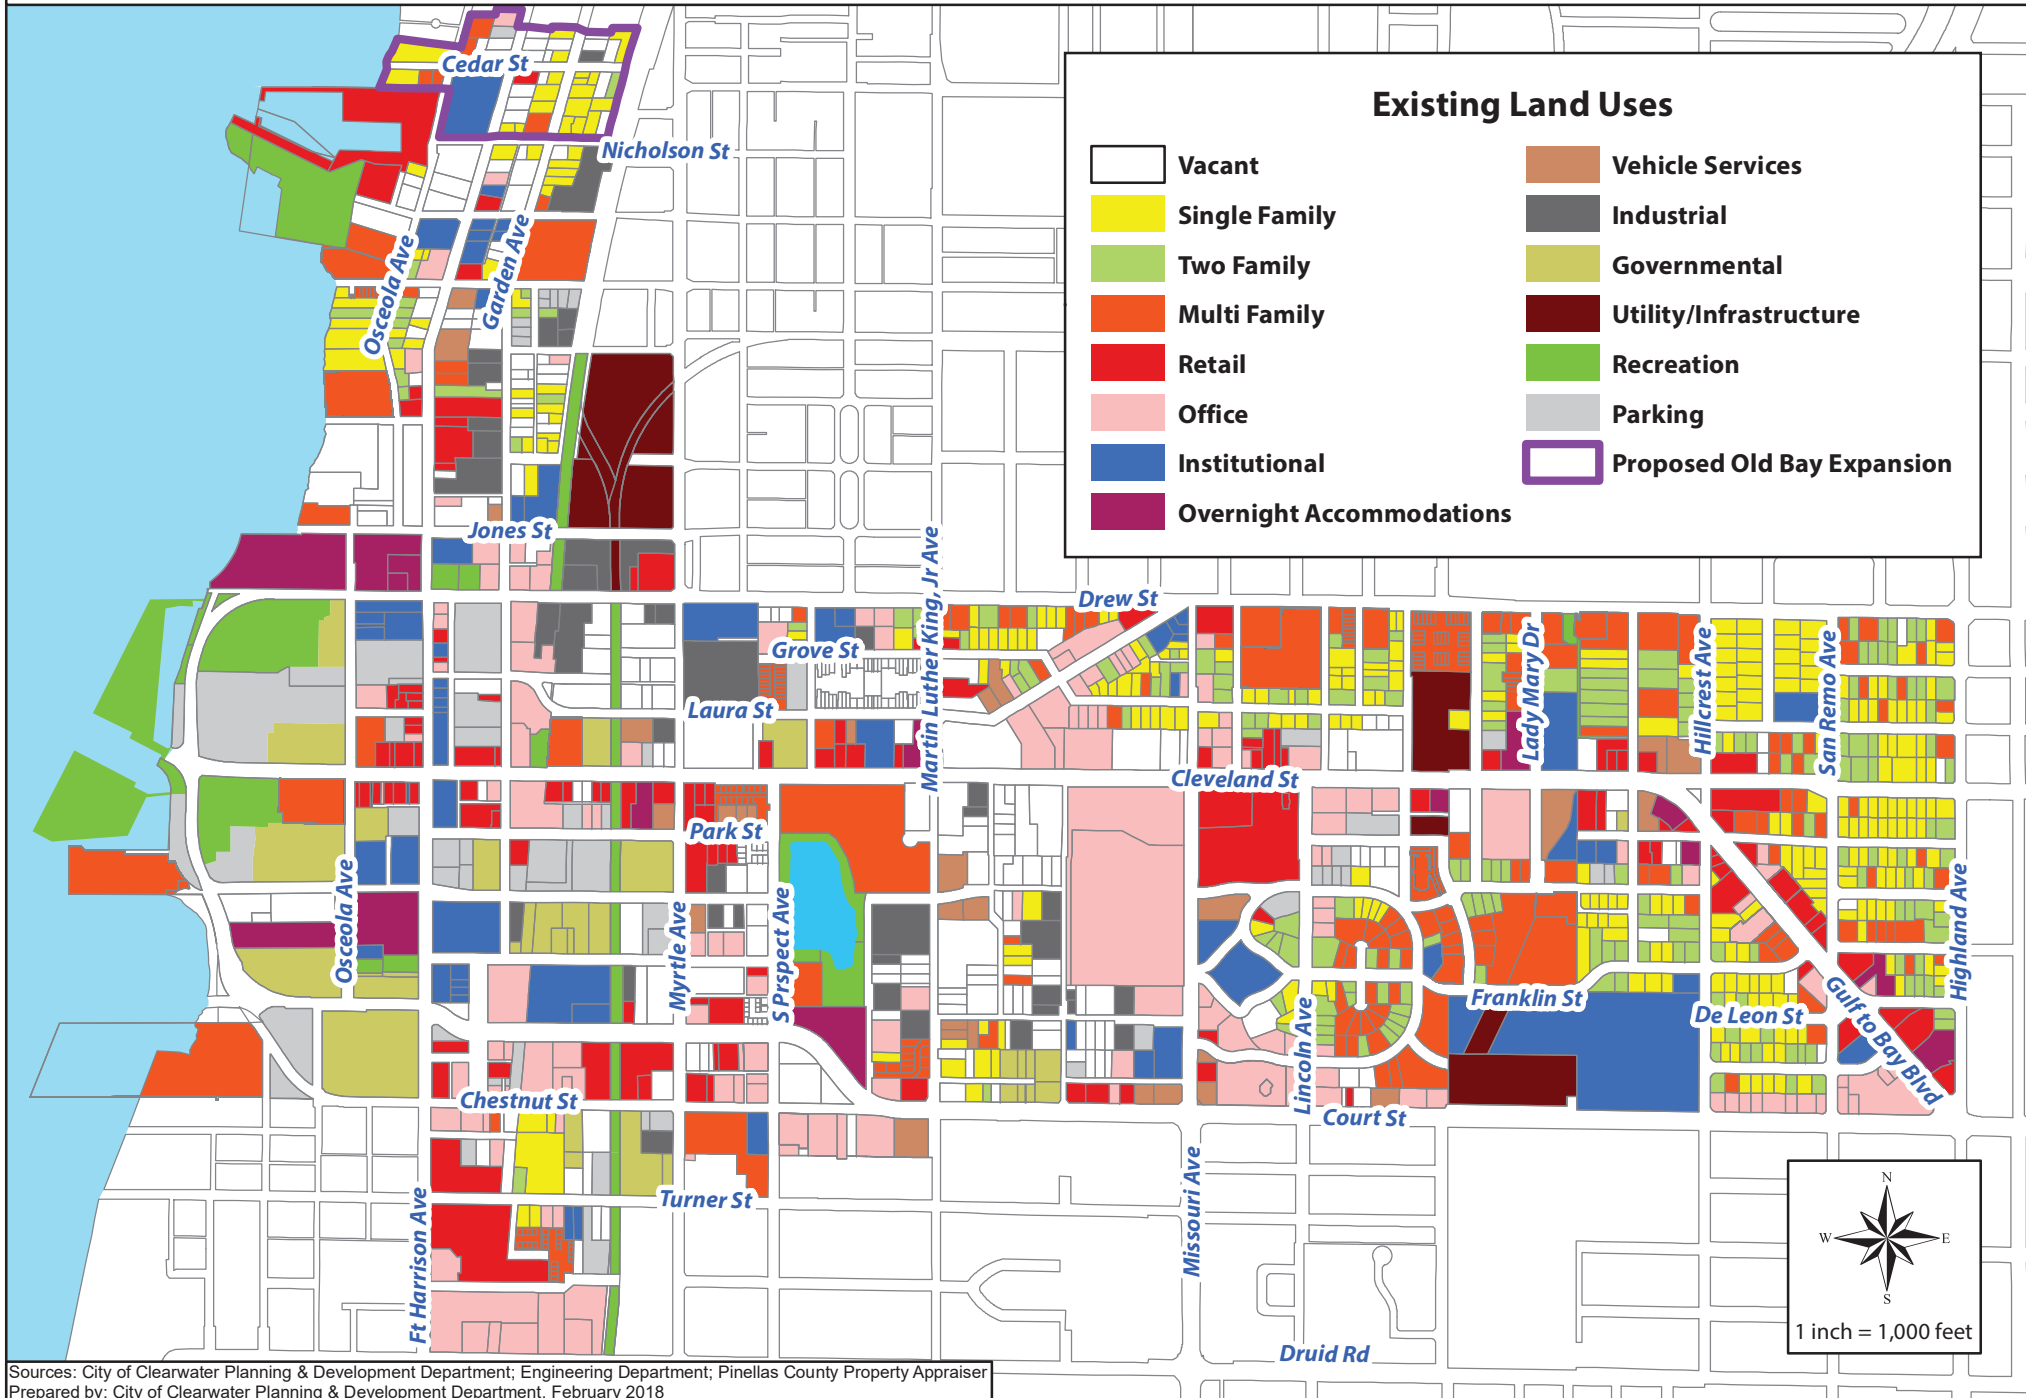 Existing Land Uses
Vacant
Single Family
Two Family
Multi Family
Retail
Office
Institutional
Overnight Accommodations
Vehicle Services
Industrial
Governmental
Utility/Infrastructure
Recreation
Parking
Proposed Old Bay Expansion
Cedar St
Nicholson St
Osceola Ave
Garden Ave
Jones St
Martin Luther King, Jr Ave
Drew St
Grove St
Laura St
Lady Mary Dr
Hillcrest Ave
San Remo Ave
Cleveland St
Park St
Osceola Ave
Myrtle Ave
S Prspect Ave
Highland Ave
Franklin St
De Leon St
Gulf to Bay Blvd
Lincoln Ave
Chestnut St
Court St
Turner St
Ft Harrison Ave
Missouri Ave
Druid Rd
N
W
E
S
1 inch = 1,000 feet
Sources: City of Clearwater Planning & Development Department; Engineering Department; Pinellas County Property Appraiser
Prepared by: City of Clearwater Planning & Development Department, February 2018